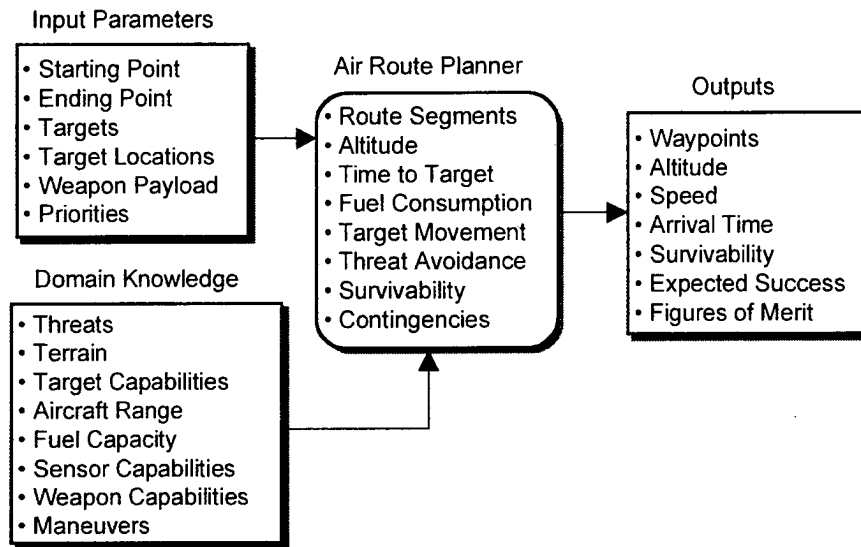 Input Parameters
• Starting Point
• Ending Point
• Targets
• Target Locations
• Weapon Payload
• Priorities
Domain Knowledge
• Threats
• Terrain
• Target Capabilities
• Aircraft Range
• Fuel Capacity
• Sensor Capabilities
• Weapon Capabilities
• Maneuvers
Air Route Planner
• Route Segments
• Altitude
• Time to Target
• Fuel Consumption
• Target Movement
• Threat Avoidance
• Survivability
• Contingencies
Outputs
• Waypoints
• Altitude
• Speed
• Arrival Time
• Survivability
• Expected Success
• Figures of Merit